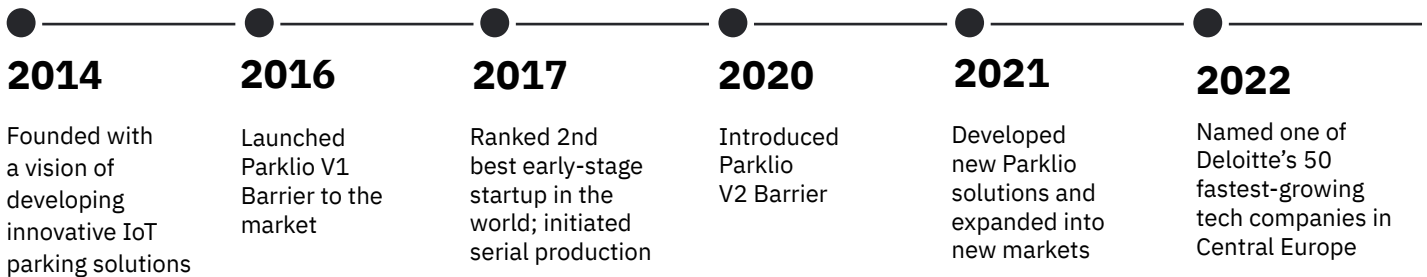 2014
Founded with
a vision of
developing
innovative IoT
parking solutions
2016
Launched
Parklio V1
Barrier to the
market
2017
Ranked 2nd
best early-stage
startup in the
world; initiated
serial production
2020
Introduced
Parklio
V2 Barrier
2021
Developed
new Parklio
solutions and
expanded into
new markets
2022
Named one of
Deloitte’s 50
fastest-growing
tech companies in
Central Europe